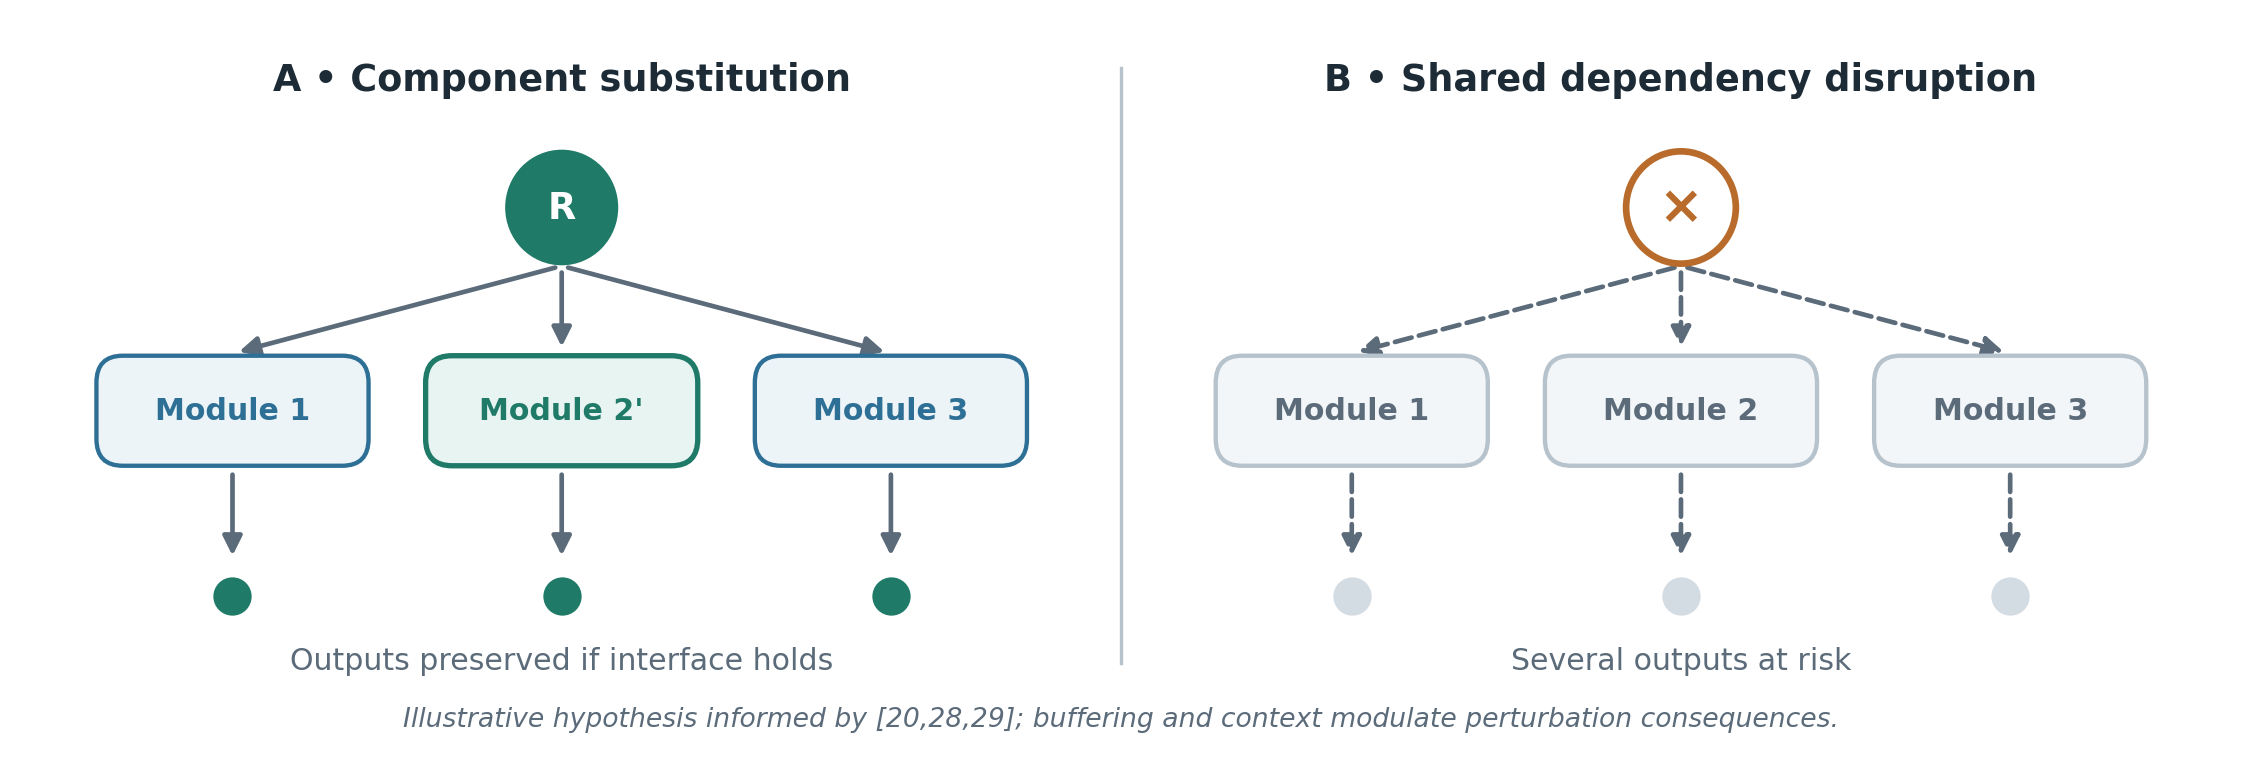 A • Component substitution
R
Module 1
Module 2'
Module 3
Outputs preserved if interface holds
B • Shared dependency disruption
×
Module 1
Module 2
Module 3
Several outputs at risk
Illustrative hypothesis informed by [20,28,29]; buffering and context modulate perturbation consequences.